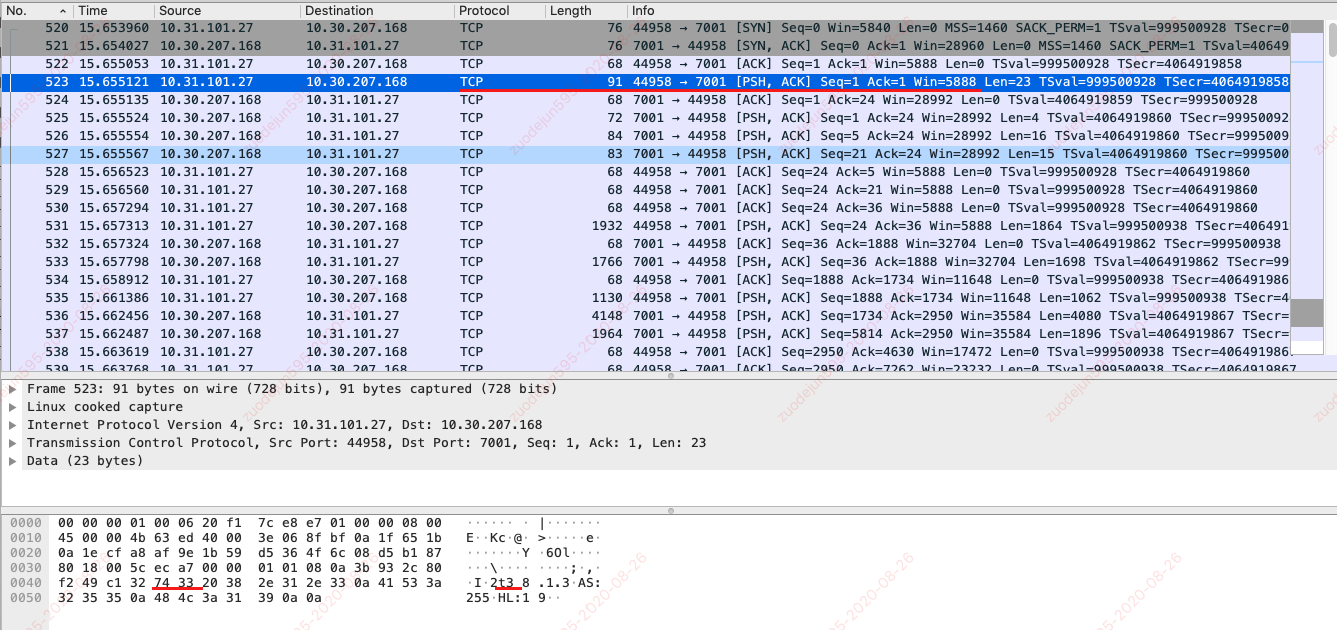 No. Time Source Destination Protocol Length Info
520 15.653960 10.31.101.27 10.30.207.168 TCP 76 44958 → 7001 [SYN] Seq=0 Win=5840 Len=0 MSS=1460 SACK_PERM=1 TSval=999500928 TSecr=0
521 15.654027 10.30.207.168 10.31.101.27 TCP 76 7001 → 44958 [SYN, ACK] Seq=0 Ack=1 Win=28960 Len=0 MSS=1460 SACK_PERM=1 TSval=40649
522 15.655053 10.31.101.27 10.30.207.168 TCP 68 44958 → 7001 [ACK] Seq=1 Ack=1 Win=5888 Len=0 TSval=999500928 TSecr=4064919858
523 15.655121 10.31.101.27 10.30.207.168 TCP 91 44958 → 7001 [PSH, ACK] Seq=1 Ack=1 Win=5888 Len=23 TSval=999500928 TSecr=4064919858
524 15.655135 10.30.207.168 10.31.101.27 TCP 68 7001 → 44958 [ACK] Seq=1 Ack=24 Win=28992 Len=0 TSval=4064919859 TSecr=999500928
525 15.655524 10.30.207.168 10.31.101.27 TCP 72 7001 → 44958 [PSH, ACK] Seq=1 Ack=24 Win=28992 Len=4 TSval=4064919860 TSecr=99950092
526 15.655554 10.30.207.168 10.31.101.27 TCP 84 7001 → 44958 [PSH, ACK] Seq=5 Ack=24 Win=28992 Len=16 TSval=4064919860 TSecr=9995009
527 15.655567 10.30.207.168 10.31.101.27 TCP 83 7001 → 44958 [PSH, ACK] Seq=21 Ack=24 Win=28992 Len=15 TSval=4064919860 TSecr=999500
528 15.656523 10.31.101.27 10.30.207.168 TCP 68 44958 → 7001 [ACK] Seq=24 Ack=5 Win=5888 Len=0 TSval=999500928 TSecr=4064919860
529 15.656560 10.31.101.27 10.30.207.168 TCP 68 44958 → 7001 [ACK] Seq=24 Ack=21 Win=5888 Len=0 TSval=999500928 TSecr=4064919860
530 15.657294 10.31.101.27 10.30.207.168 TCP 68 44958 → 7001 [ACK] Seq=24 Ack=36 Win=5888 Len=0 TSval=999500928 TSecr=4064919860
531 15.657313 10.31.101.27 10.30.207.168 TCP 1932 44958 → 7001 [PSH, ACK] Seq=24 Ack=36 Win=5888 Len=1864 TSval=999500938 TSecr=406491
532 15.657324 10.30.207.168 10.31.101.27 TCP 68 7001 → 44958 [ACK] Seq=36 Ack=1888 Win=32704 Len=0 TSval=4064919862 TSecr=999500938
533 15.657798 10.30.207.168 10.31.101.27 TCP 1766 7001 → 44958 [PSH, ACK] Seq=36 Ack=1888 Win=32704 Len=1698 TSval=4064919862 TSecr=99
534 15.658912 10.31.101.27 10.30.207.168 TCP 68 44958 → 7001 [ACK] Seq=1888 Ack=1734 Win=11648 Len=0 TSval=999500938 TSecr=406491986
535 15.661386 10.31.101.27 10.30.207.168 TCP 1130 44958 → 7001 [PSH, ACK] Seq=1888 Ack=1734 Win=11648 Len=1062 TSval=999500938 TSecr=4
536 15.662456 10.30.207.168 10.31.101.27 TCP 4148 7001 → 44958 [PSH, ACK] Seq=1734 Ack=2950 Win=35584 Len=4080 TSval=4064919867 TSecr=
537 15.662487 10.30.207.168 10.31.101.27 TCP 1964 7001 → 44958 [PSH, ACK] Seq=5814 Ack=2950 Win=35584 Len=1896 TSval=4064919867 TSecr=
538 15.663619 10.31.101.27 10.30.207.168 TCP 68 44958 → 7001 [ACK] Seq=2950 Ack=4630 Win=17472 Len=0 TSval=999500938 TSecr=406491986
539 15.663768 10.31.101.27 10.30.207.168 TCP 68 44958 → 7001 [ACK] Seq=2950 Ack=7262 Win=23232 Len=0 TSval=999500938 TSecr=4064919867
Frame 523: 91 bytes on wire (728 bits), 91 bytes captured (728 bits)
Linux cooked capture
Internet Protocol Version 4, Src: 10.31.101.27, Dst: 10.30.207.168
Transmission Control Protocol, Src Port: 44958, Dst Port: 7001, Seq: 1, Ack: 1, Len: 23
Data (23 bytes)
0000 00 00 00 01 00 06 20 f1 7c e8 e7 01 00 00 08 00 ······ · |·······
0010 45 00 00 4b 63 ed 40 00 3e 06 8f bf 0a 1f 65 1b E··Kc·@· >·····e·
0020 0a 1e cf a8 af 9e 1b 59 d5 36 4f 6c 08 d5 b1 87 ·······Y ·6Ol····
0030 80 18 00 5c ec a7 00 00 01 01 08 0a 3b 93 2c 80 ···\···· ····;·,·
0040 f2 49 c1 32 74 33 20 38 2e 31 2e 33 0a 41 53 3a ·I·2t3 8 .1.3·AS:
0050 32 35 35 0a 48 4c 3a 31 39 0a 0a 255·HL:1 9··
zuodejun595-2020-08-26